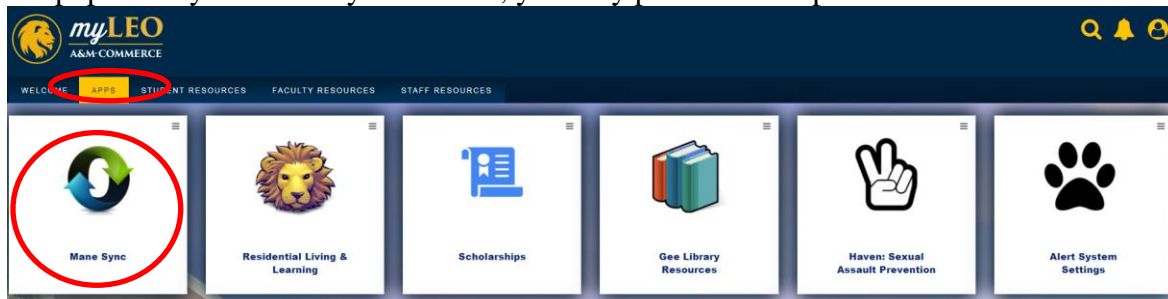 myLEO
A&M-COMMERCE
WELCOME APPS STUDENT RESOURCES FACULTY RESOURCES STAFF RESOURCES
Mane Sync
Residential Living &
Learning
Scholarships
Gee Library
Resources
Haven: Sexual
Assault Prevention
Alert System
Settings